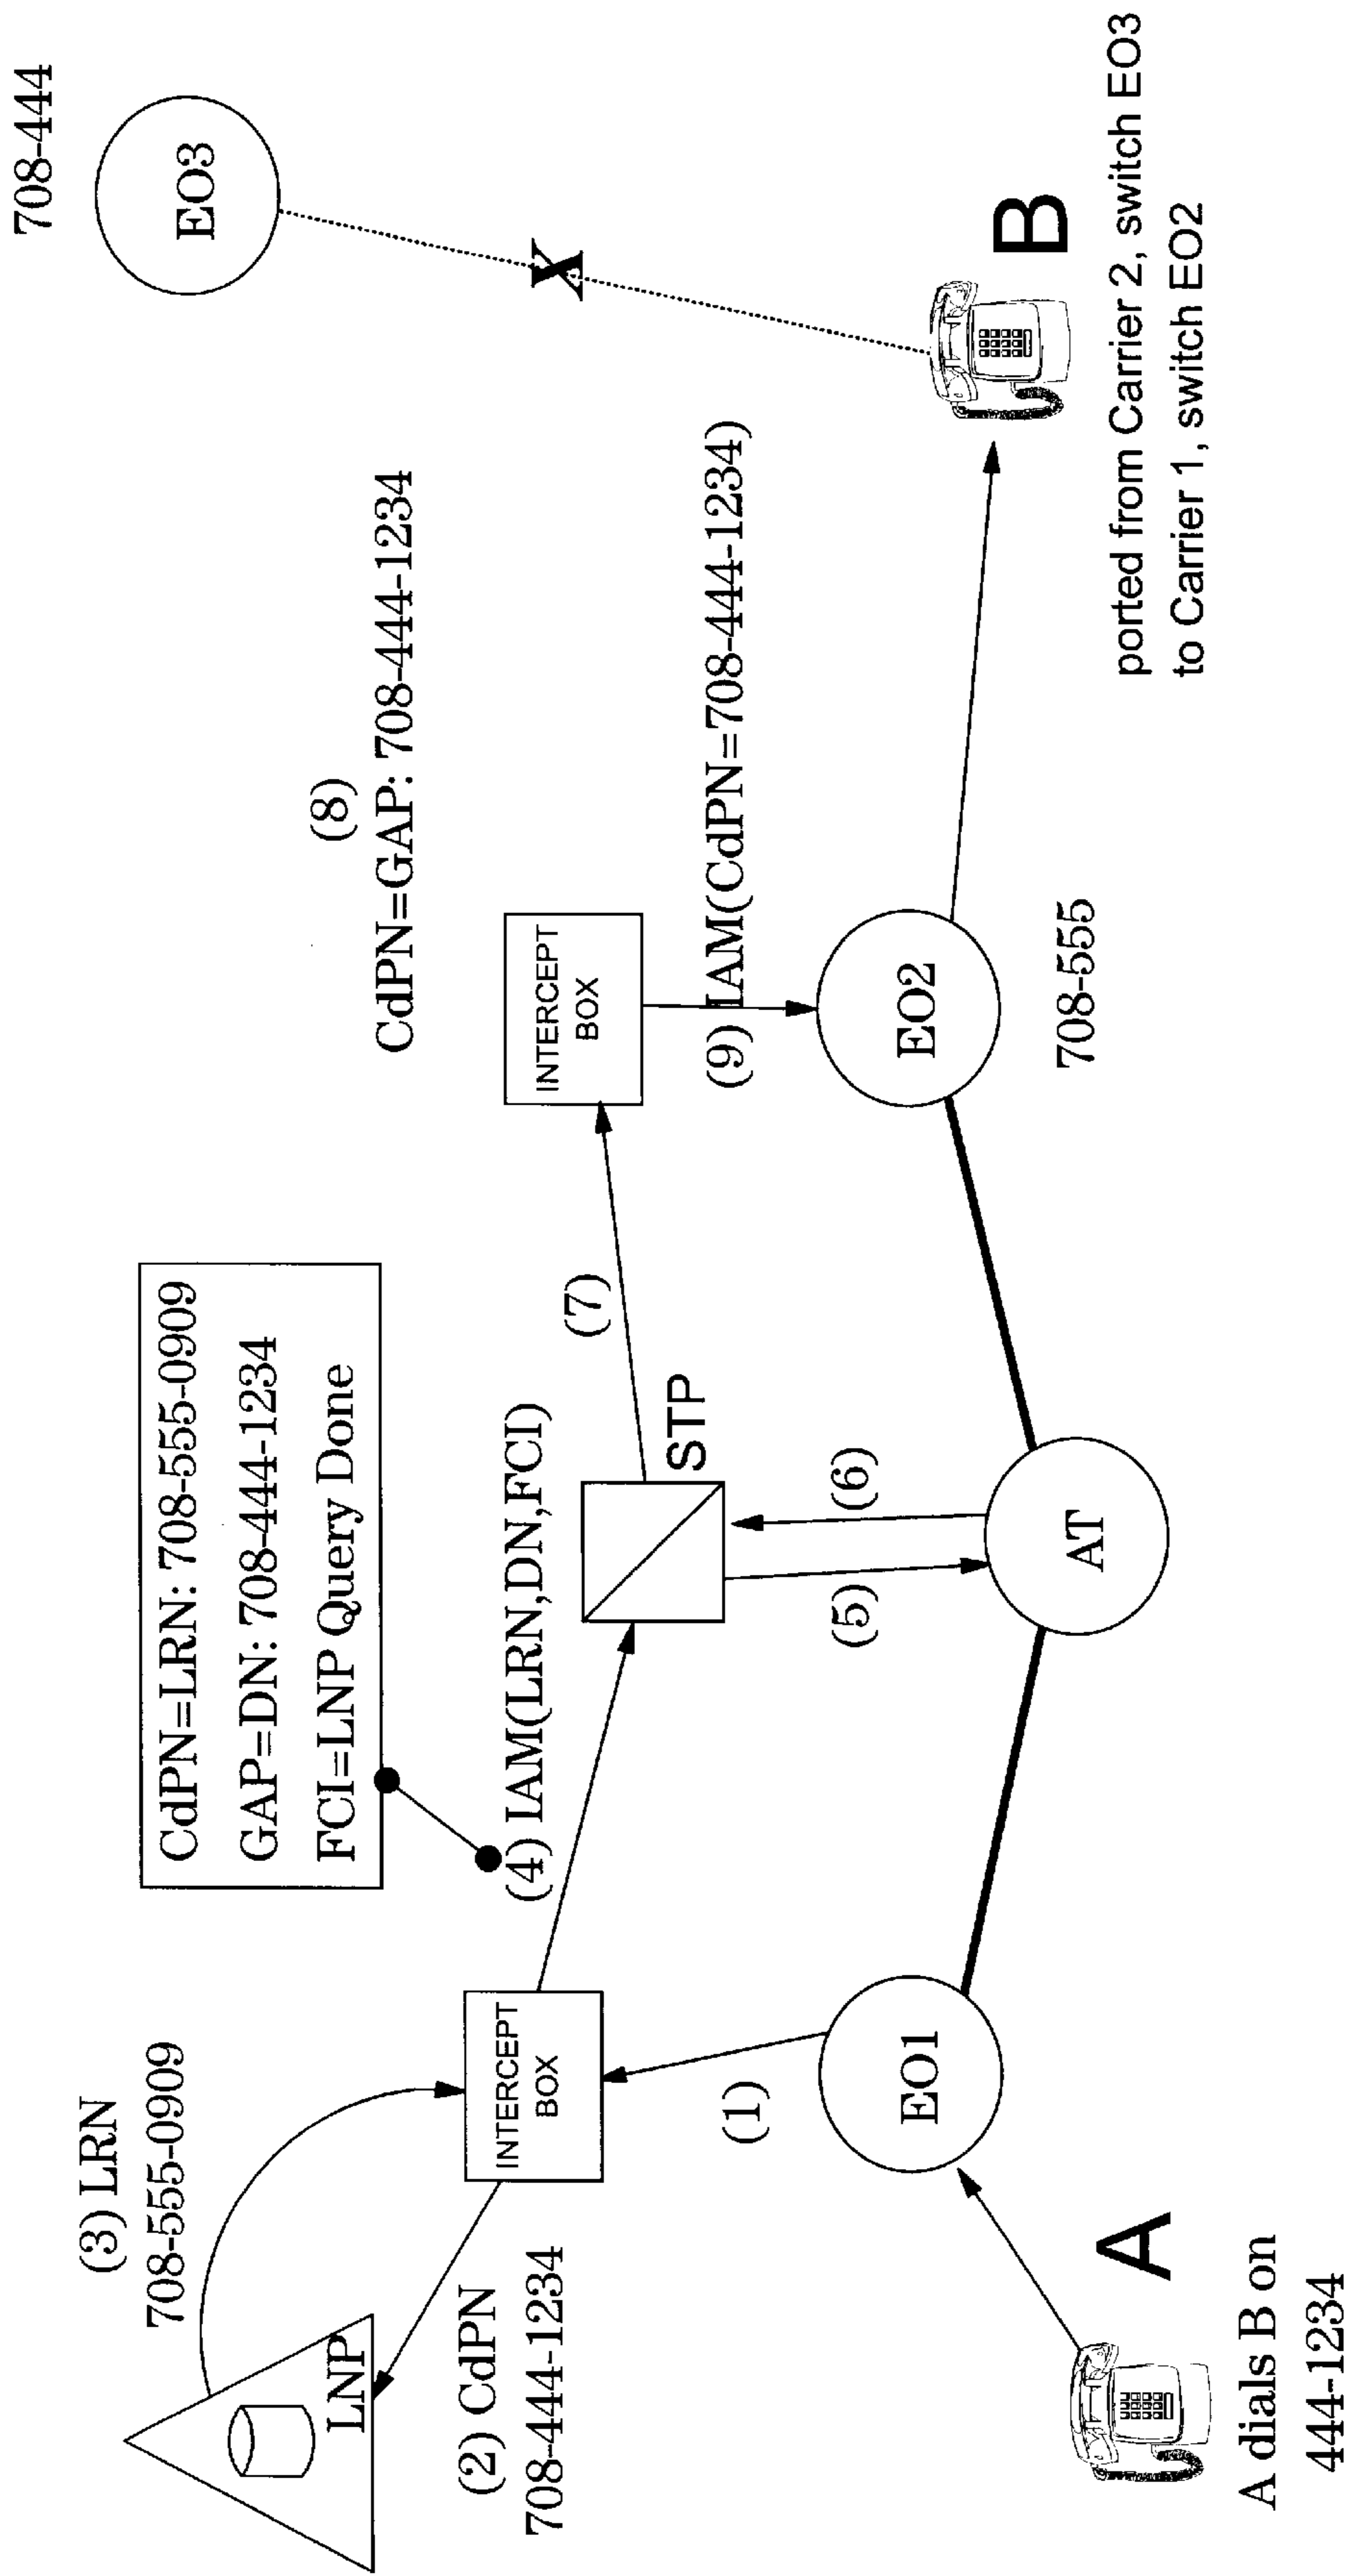 (3) LRN
708-555-0909
LNP
(2) CdPN
708-444-1234
INTERCEPT
BOX
(1)
EO1
A
A dials B on
444-1234
CdPN=LRN: 708-555-0909
GAP=DN: 708-444-1234
FCI=LNP Query Done
(4) IAM(LRN,DN,FCI)
STP
(5)
(6)
AT
(7)
INTERCEPT
BOX
(8)
CdPN=GAP: 708-444-1234
(9) IAM(CdPN=708-444-1234)
EO2
708-555
708-444
EO3
X
B
ported from Carrier 2, switch EO3
to Carrier 1, switch EO2